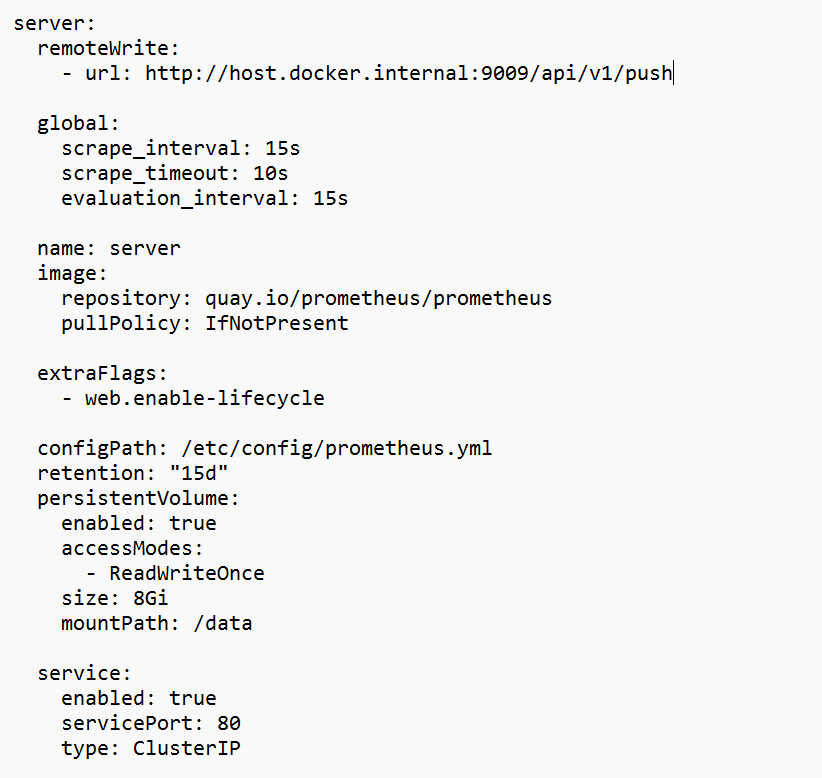 server:
  remoteWrite:
    - url: http://host.docker.internal:9009/api/v1/push
  global:
    scrape_interval: 15s
    scrape_timeout: 10s
    evaluation_interval: 15s
  name: server
  image:
    repository: quay.io/prometheus/prometheus
    pullPolicy: IfNotPresent
  extraFlags:
    - web.enable-lifecycle
  configPath: /etc/config/prometheus.yml
  retention: "15d"
  persistentVolume:
    enabled: true
    accessModes:
      - ReadWriteOnce
    size: 8Gi
    mountPath: /data
  service:
    enabled: true
    servicePort: 80
    type: ClusterIP